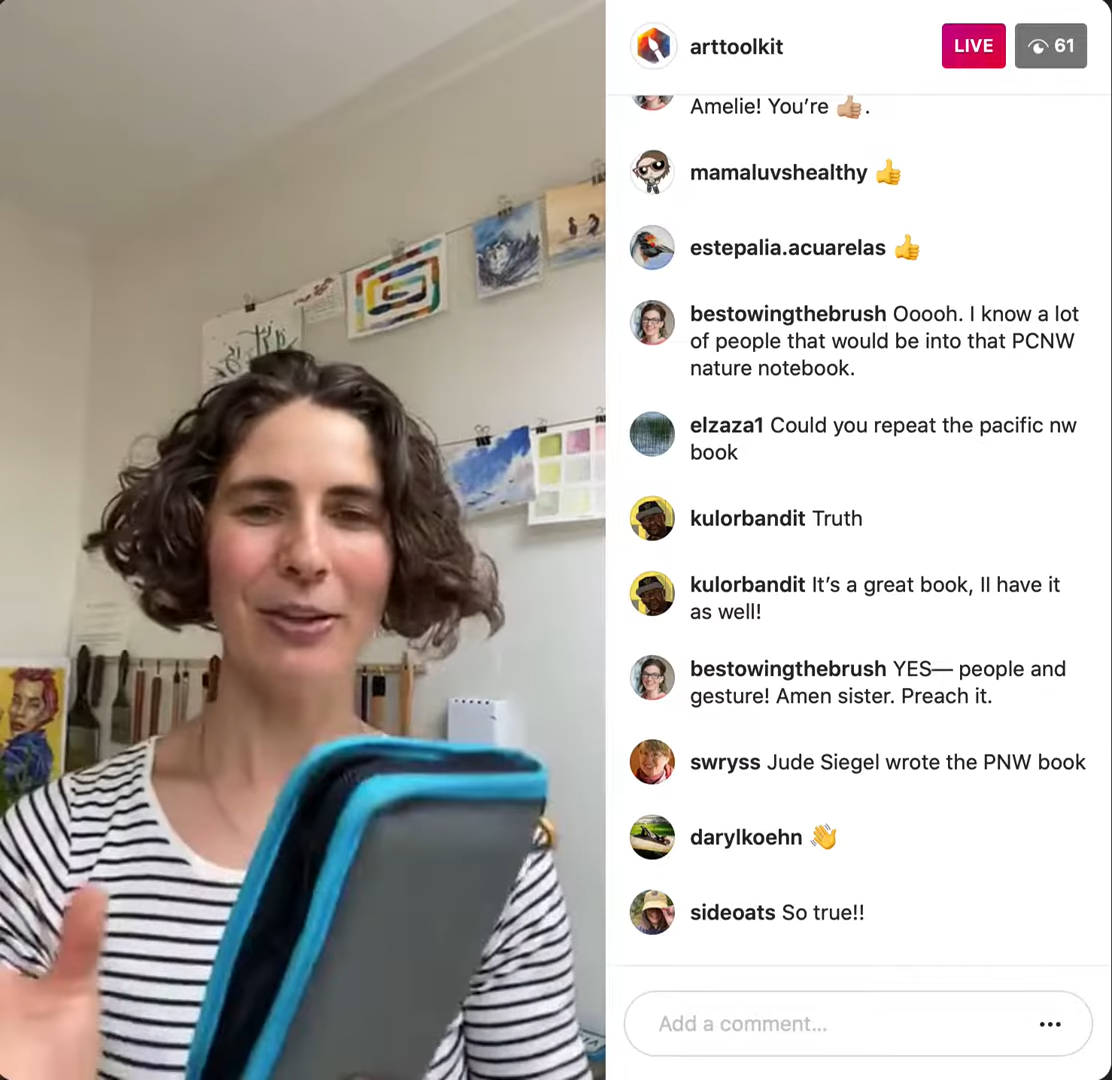 arttoolkit
LIVE
61
Amelie! You’re 👍🏼.
mamaluvshealthy 👍
estepalia.acuarelas 👍
bestowingthebrush Ooooh. I know a lot
of people that would be into that PCNW
nature notebook.
elzaza1 Could you repeat the pacific nw
book
kulorbandit Truth
kulorbandit It’s a great book, II have it
as well!
bestowingthebrush YES— people and
gesture! Amen sister. Preach it.
swryss Jude Siegel wrote the PNW book
darylkoehn 👋
sideoats So true!!
Add a comment...